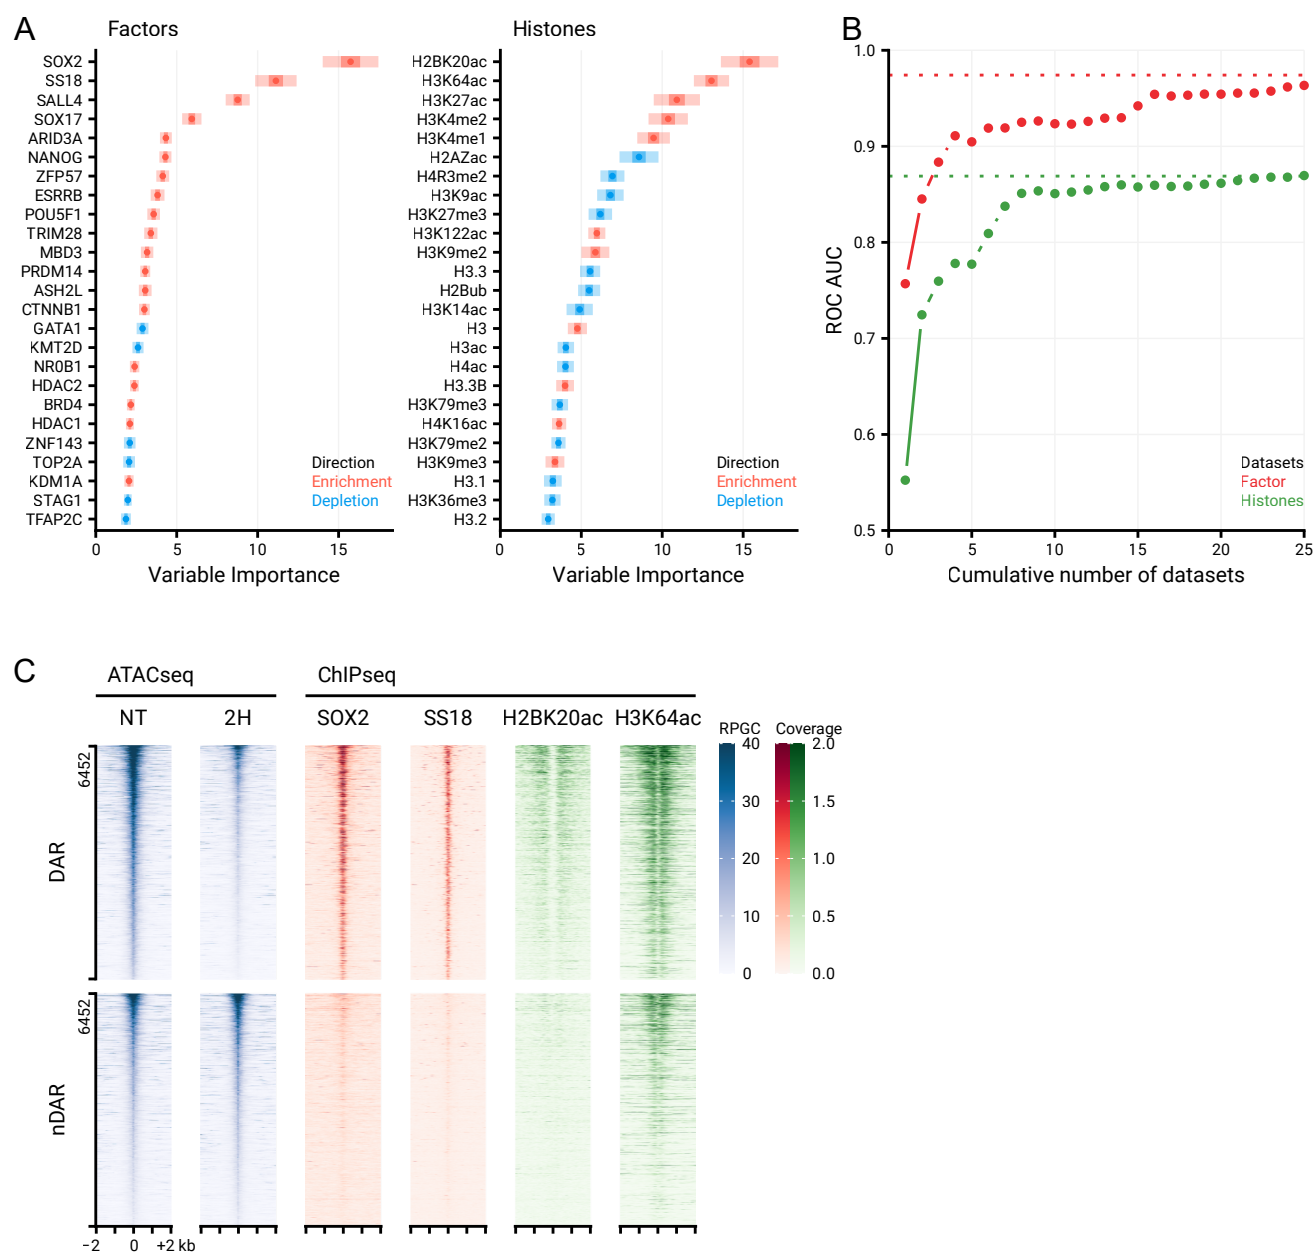 A
Factors
SOX2
SS18
SALL4
SOX17
ARID3A
NANOG
ZFP57
ESRRB
POU5F1
TRIM28
MBD3
PRDM14
ASH2L
CTNNB1
GATA1
KMT2D
NR0B1
HDAC2
BRD4
HDAC1
ZNF143
TOP2A
KDM1A
STAG1
TFAP2C
Direction
Enrichment
Depletion
0 5 10 15
Variable Importance
Histones
H2BK20ac
H3K64ac
H3K27ac
H3K4me2
H3K4me1
H2AZac
H4R3me2
H3K9ac
H3K27me3
H3K122ac
H3K9me2
H3.3
H2Bub
H3K14ac
H3
H3ac
H4ac
H3.3B
H3K79me3
H4K16ac
H3K79me2
H3K9me3
H3.1
H3K36me3
H3.2
Direction
Enrichment
Depletion
0 5 10 15
Variable Importance
B
1.0
0.9
0.8
0.7
0.6
0.5
ROC AUC
Datasets
Factor
Histones
0 5 10 15 20 25
Cumulative number of datasets
C
ATACseq ChIPseq
NT 2H SOX2 SS18 H2BK20ac H3K64ac
RPGC Coverage
40 2.0
30 1.5
20 1.0
10 0.5
0 0.0
6452
DAR
6452
nDAR
−2 0 +2 kb